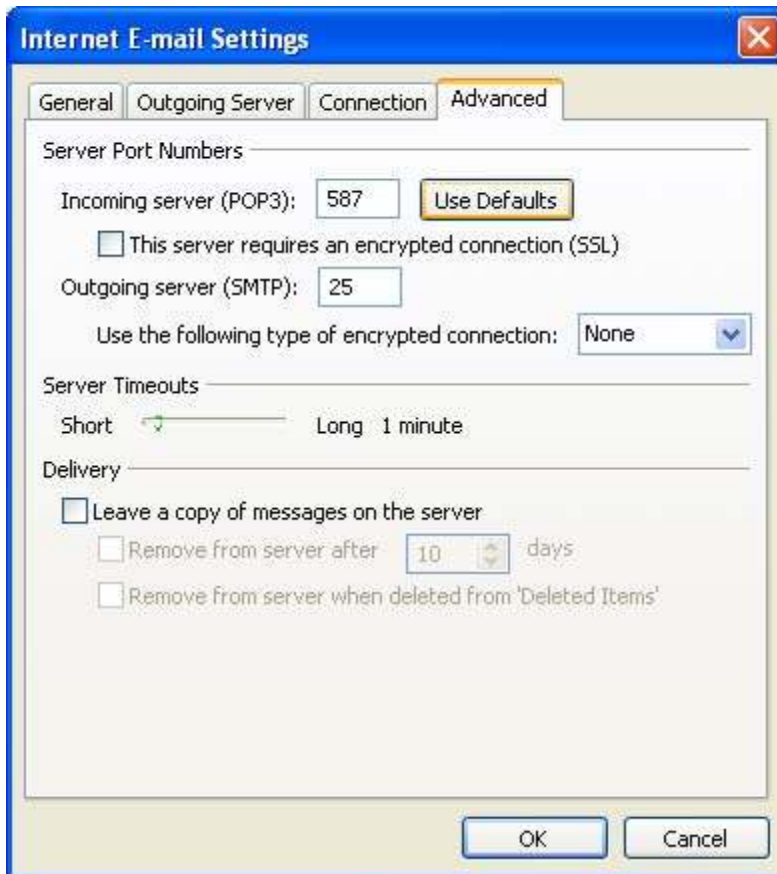 Internet E-mail Settings
General Outgoing Server Connection Advanced
Server Port Numbers
Incoming server (POP3): 587 Use Defaults
This server requires an encrypted connection (SSL)
Outgoing server (SMTP): 25
Use the following type of encrypted connection: None
Server Timeouts
Short Long 1 minute
Delivery
Leave a copy of messages on the server
Remove from server after 10 days
Remove from server when deleted from 'Deleted Items'
OK Cancel